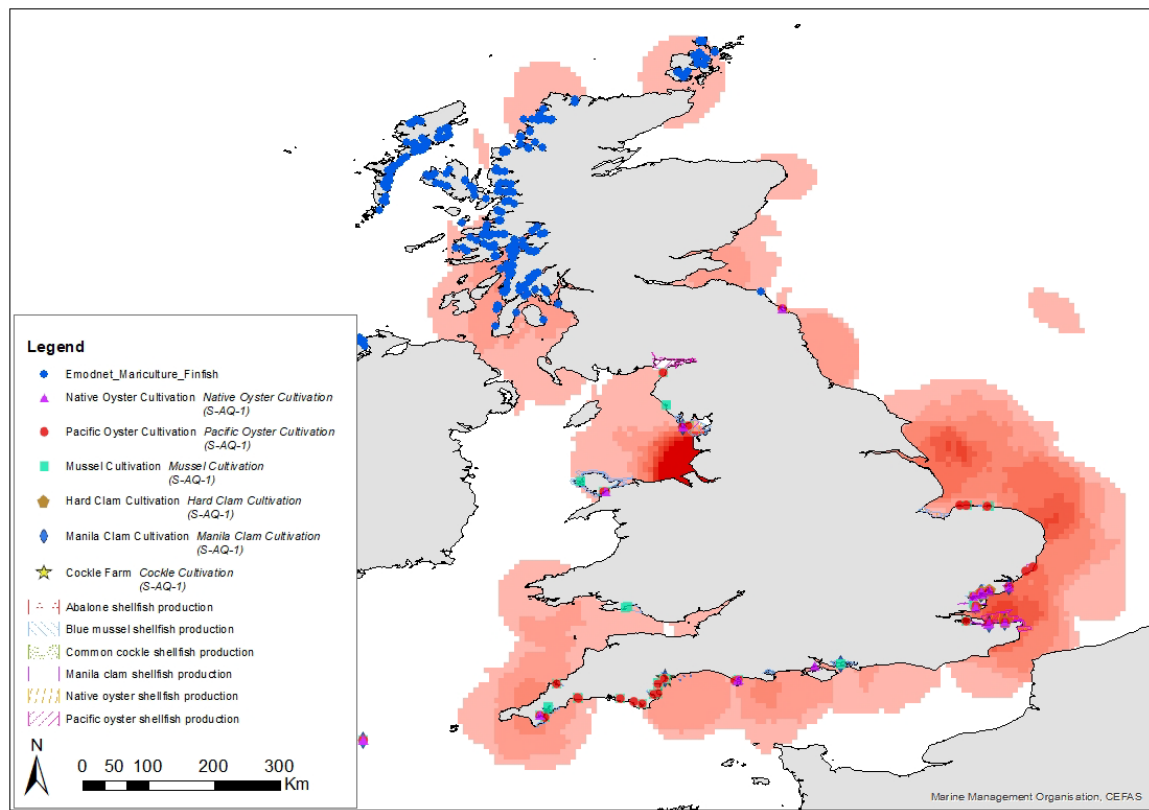 Legend
Emodnet_Mariculture_Finfish
Native Oyster Cultivation Native Oyster Cultivation
(S-AQ-1)
Pacific Oyster Cultivation Pacific Oyster Cultivation
(S-AQ-1)
Mussel Cultivation Mussel Cultivation
(S-AQ-1)
Hard Clam Cultivation Hard Clam Cultivation
(S-AQ-1)
Manila Clam Cultivation Manila Clam Cultivation
(S-AQ-1)
Cockle Farm Cockle Cultivation
(S-AQ-1)
Abalone shellfish production
Blue mussel shellfish production
Common cockle shellfish production
Manila clam shellfish production
Native oyster shellfish production
Pacific oyster shellfish production
N
0 50 100 200 300
Km
Marine Management Organisation, CEFAS